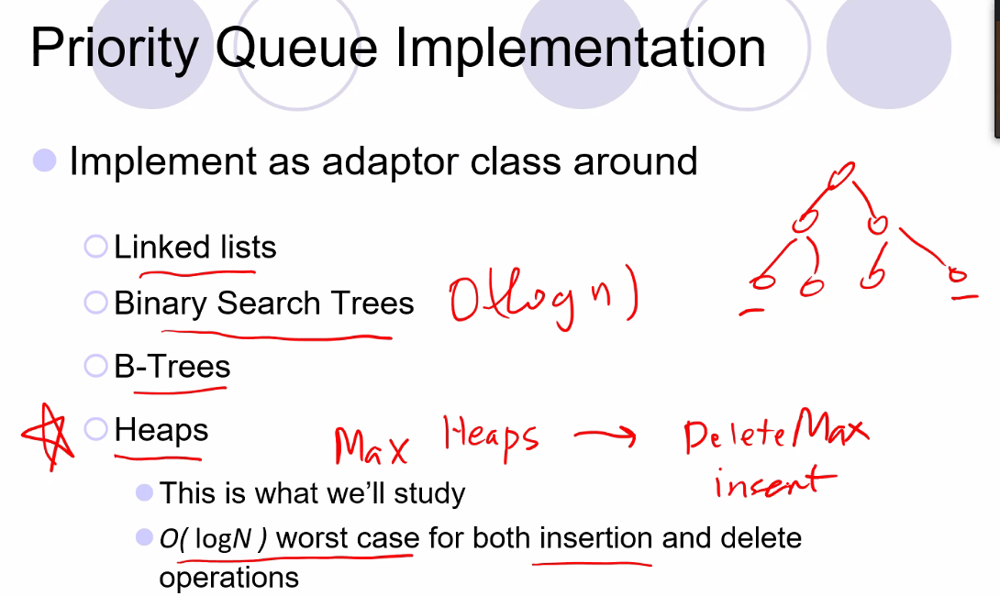 Priority Queue Implementation
Implement as adaptor class around
Linked lists
Binary Search Trees O(log n)
B-Trees
Heaps Max Heaps → DeleteMax
insert
This is what we'll study
O( logN ) worst case for both insertion and delete
operations